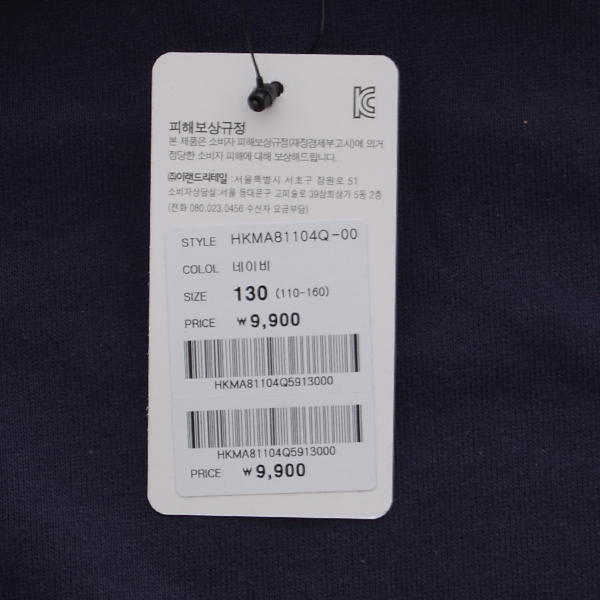 KC
피해보상규정
본 제품은 소비자 피해보상규정(재정경제부고시)에 의거
정당한 소비자 피해에 대해 보상해드립니다.
㈜이랜드리테일 : 서울특별시 서초구 잠원로 51
소비자상담실:서울 동대문구 고미술로 39삼희상가 5동 2층
(전화 080.023.0456 수신자 요금부담)
STYLE HKMA81104Q-00
COLOL 네이비
SIZE 130 (110-160)
PRICE ₩9,900
HKMA81104Q5913000
HKMA81104Q5913000
PRICE ₩9,900